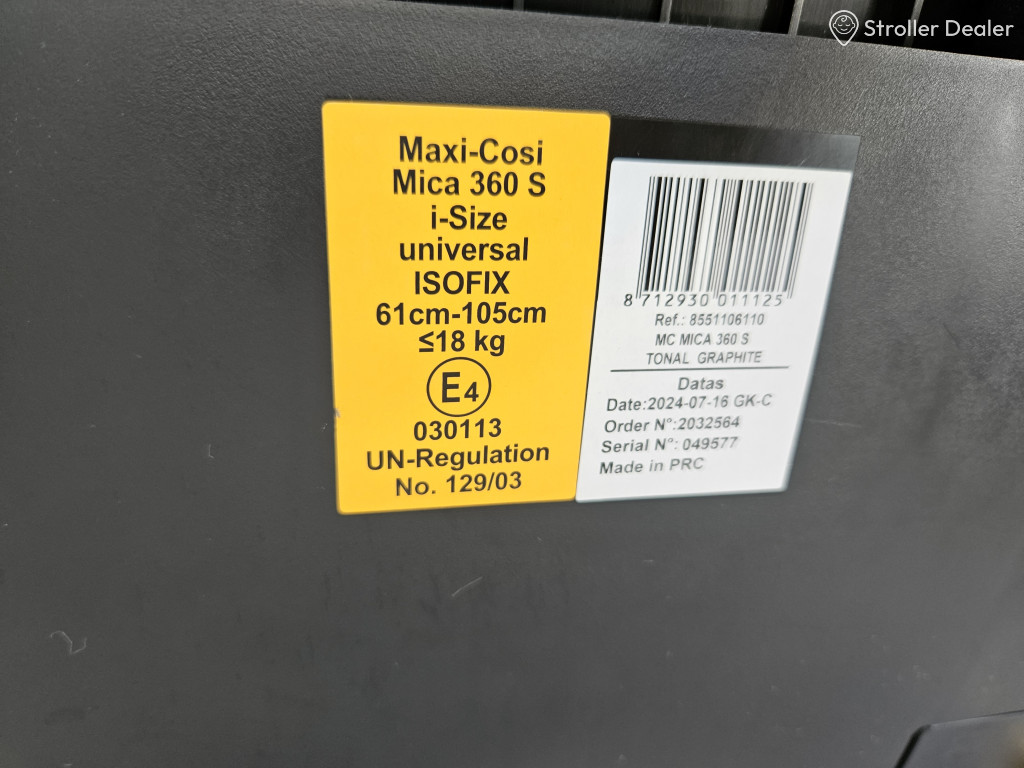 Stroller Dealer
Maxi-Cosi
Mica 360 S
i-Size
universal
ISOFIX
61cm-105cm
≤18 kg
E4
030113
UN-Regulation
No. 129/03
8 712930 011125
Ref.: 8551106110
MC MICA 360 S
TONAL GRAPHITE
Datas
Date:2024-07-16 GK-C
Order N°:2032564
Serial N°: 049577
Made in PRC